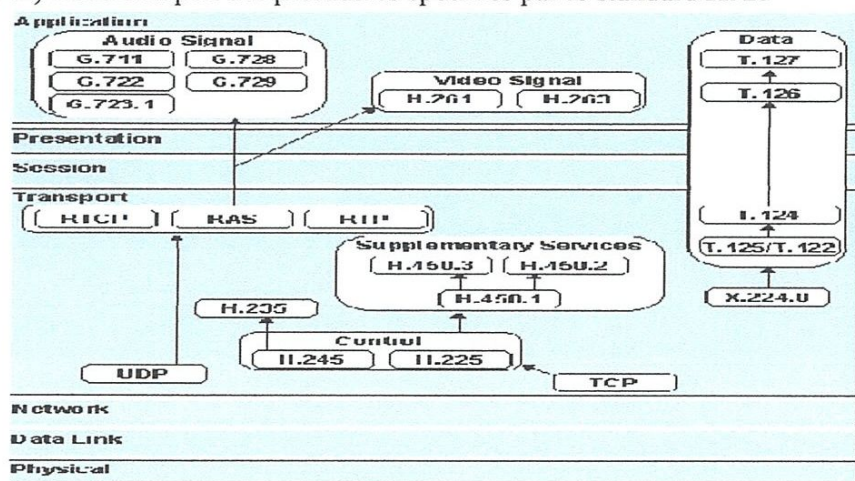 Application
Audio Signal
G.711 G.728
G.722 G.729
G.723.1
Video Signal
H.261 H.263
Data
T.127
T.126
T.124
T.125/T.122
X.224.0
Presentation
Session
Transport
RTCP RAS RTP
Supplementary Services
H.450.3 H.450.2
H.450.1
H.235
Control
H.245 H.225
UDP
TCP
Network
Data Link
Physical